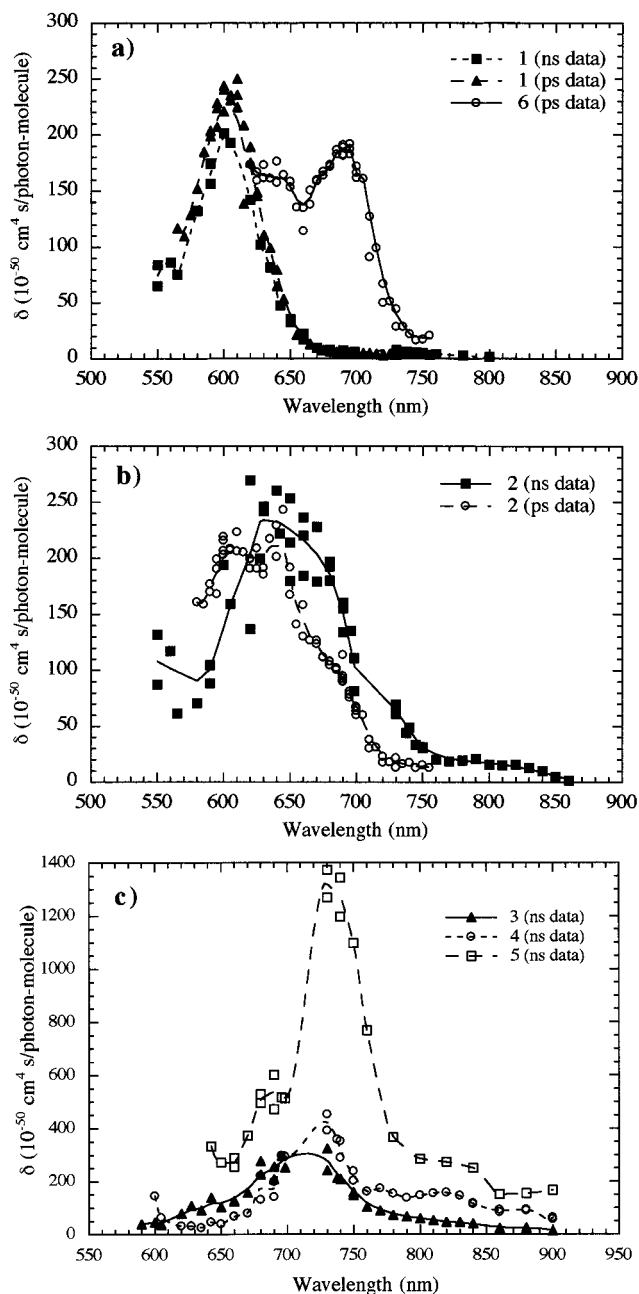 a)
1 (ns data)
1 (ps data)
6 (ps data)
δ (10⁻⁵⁰ cm⁴ s/photon-molecule)
300
250
200
150
100
50
0
500 550 600 650 700 750 800 850 900
Wavelength (nm)
b)
2 (ns data)
2 (ps data)
δ (10⁻⁵⁰ cm⁴ s/photon-molecule)
300
250
200
150
100
50
0
500 550 600 650 700 750 800 850 900
Wavelength (nm)
c)
3 (ns data)
4 (ns data)
5 (ns data)
δ (10⁻⁵⁰ cm⁴ s/photon-molecule)
1400
1200
1000
800
600
400
200
0
550 600 650 700 750 800 850 900 950
Wavelength (nm)